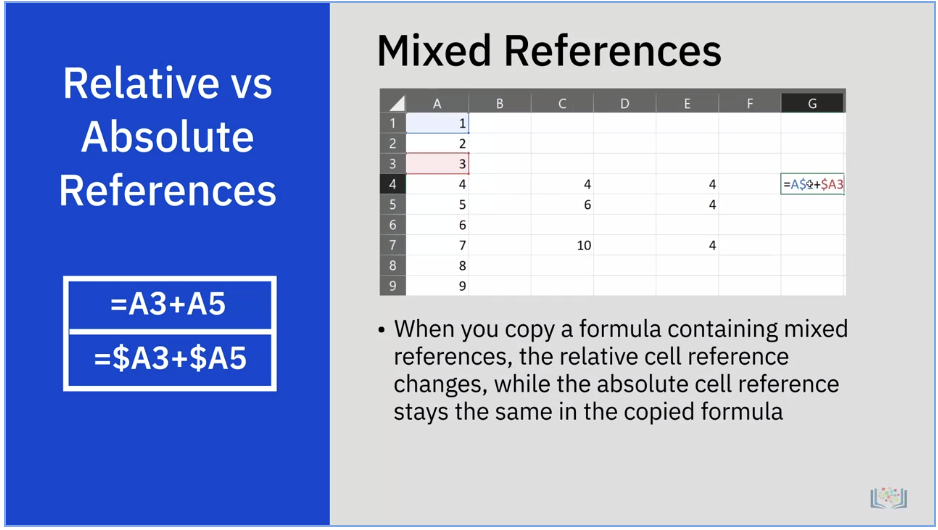 Relative vs
Absolute
References
=A3+A5
=$A3+$A5
Mixed References
A B C D E F G
1 1
2 2
3 3
4 4 4 4 +$A3
5 5 6 4
6 6
7 7 10 4
8 8
9 9
• When you copy a formula containing mixed
references, the relative cell reference
changes, while the absolute cell reference
stays the same in the copied formula